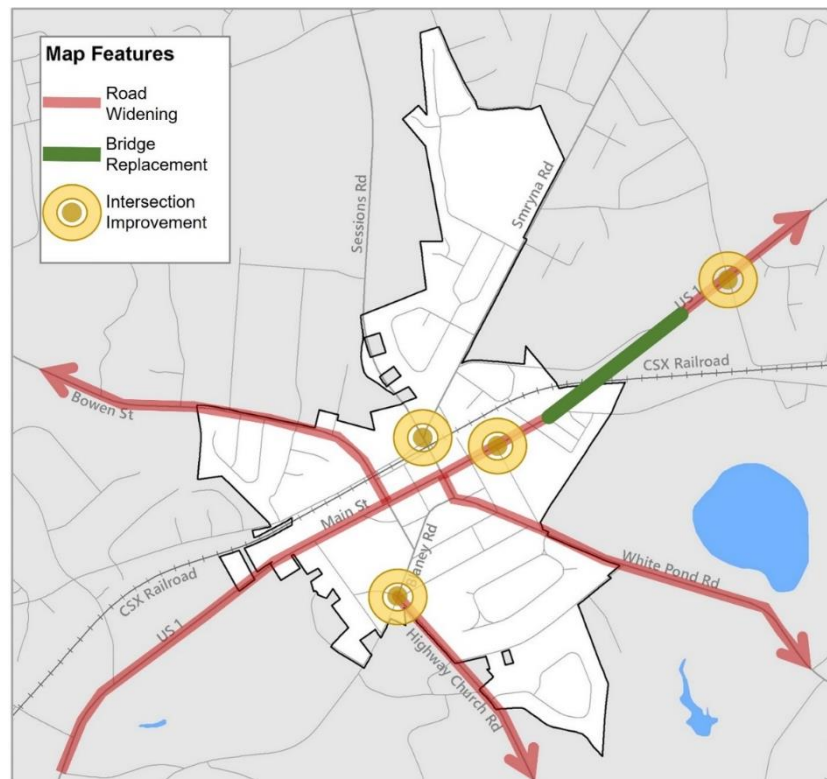 Map Features
Road
Widening
Bridge
Replacement
Intersection
Improvement
Sessions Rd
Smryna Rd
US 1
CSX Railroad
Bowen St
Main St
Blaney Rd
White Pond Rd
CSX Railroad
US 1
Highway Church Rd